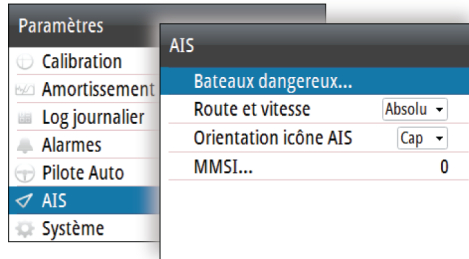 Paramètres
Calibration
Amortissement
Log journalier
Alarmes
Pilote Auto
AIS
Système
AIS
Bateaux dangereux...
Route et vitesse Absolu
Orientation icône AIS Cap
MMSI... 0